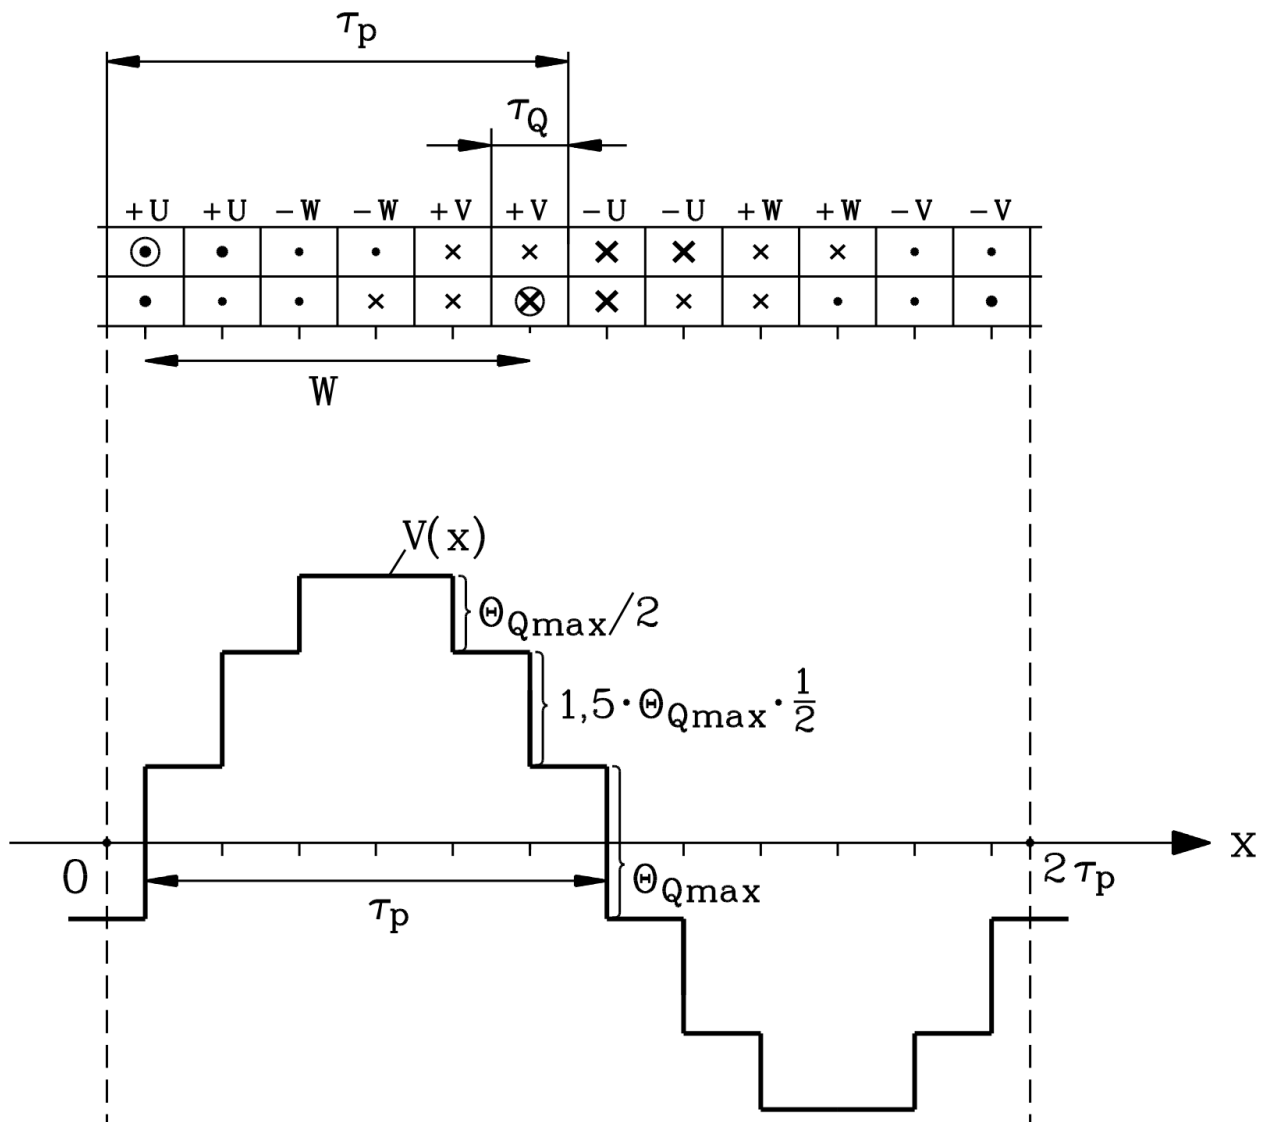 τp
τQ
+U +U −W −W +V +V −U −U +W +W −V −V
W
V(x)
ΘQmax/2
1,5·ΘQmax·1/2
x
0
2τp
ΘQmax
τp